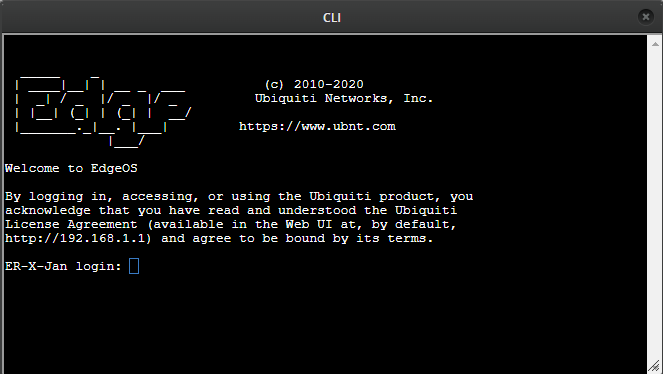 CLI
Edge
(c) 2010-2020
Ubiquiti Networks, Inc.
https://www.ubnt.com
Welcome to EdgeOS
By logging in, accessing, or using the Ubiquiti product, you
acknowledge that you have read and understood the Ubiquiti
License Agreement (available in the Web UI at, by default,
http://192.168.1.1) and agree to be bound by its terms.
ER-X-Jan login: